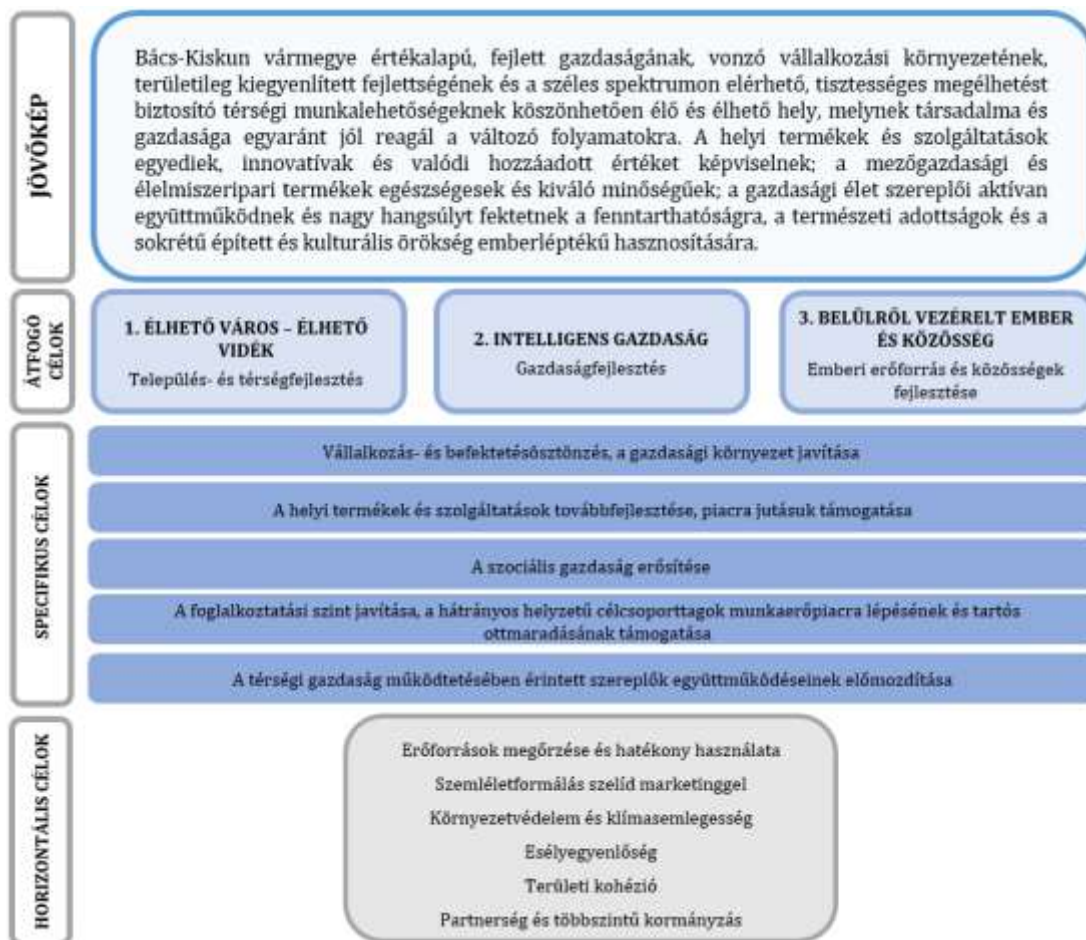 JÖVŐKÉP
Bács-Kiskun vármegye értékalapú, fejlett gazdaságának, vonzó vállalkozási környezetének,
területileg kiegyenlített fejlettségének és a széles spektrumon elérhető, tisztességes megélhetést
biztosító térségi munkalehetőségeknek köszönhetően élő és élhető hely, melynek társadalma és
gazdasága egyaránt jól reagál a változó folyamatokra. A helyi termékek és szolgáltatások
egyediek, innovatívak és valódi hozzáadott értéket képviselnek; a mezőgazdasági és
élelmiszeripari termékek egészségesek és kiváló minőségűek; a gazdasági élet szereplői aktívan
együttműködnek és nagy hangsúlyt fektetnek a fenntarthatóságra, a természeti adottságok és a
sokrétű épített és kulturális örökség emberléptékű hasznosítására.
ÁTFOGÓ
CÉLOK
1. ÉLHETŐ VÁROS – ÉLHETŐ
VIDÉK
Település- és térségfejlesztés
2. INTELLIGENS GAZDASÁG
Gazdaságfejlesztés
3. BELÜLRŐL VEZÉRELT EMBER
ÉS KÖZÖSSÉG
Emberi erőforrás és közösségek
fejlesztése
SPECIFIKUS CÉLOK
Vállalkozás- és befektetésösztönzés, a gazdasági környezet javítása
A helyi termékek és szolgáltatások továbbfejlesztése, piacra jutásuk támogatása
A szociális gazdaság erősítése
A foglalkoztatási szint javítása, a hátrányos helyzetű célcsoporttagok munkaerőpiacra lépésének és tartós
ottmaradásának támogatása
A térségi gazdaság működtetésében érintett szereplők együttműködéseinek előmozdítása
HORIZONTÁLIS CÉLOK
Erőforrások megőrzése és hatékony használata
Szemléletformálás szelíd marketinggel
Környezetvédelem és klímasemlegesség
Esélyegyenlőség
Területi kohézió
Partnerség és többszintű kormányzás